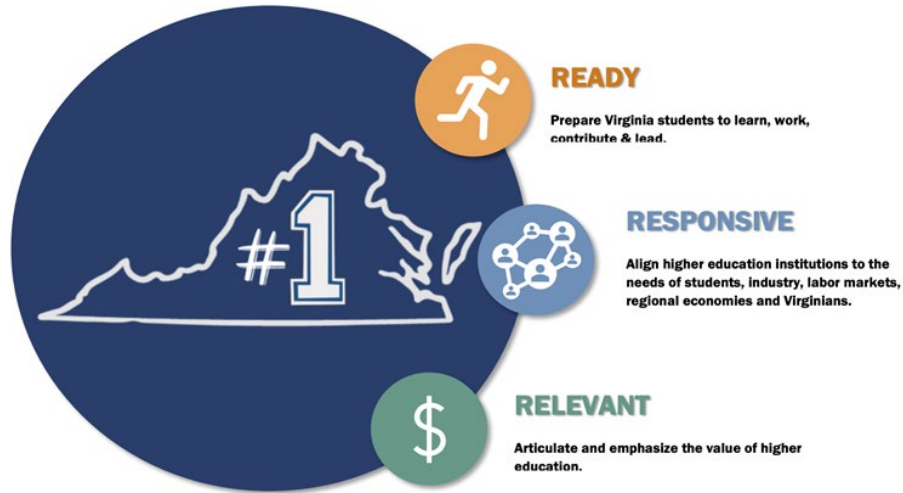 #1
READY
Prepare Virginia students to learn, work,
contribute & lead.
RESPONSIVE
Align higher education institutions to the
needs of students, industry, labor markets,
regional economies and Virginians.
$
RELEVANT
Articulate and emphasize the value of higher
education.